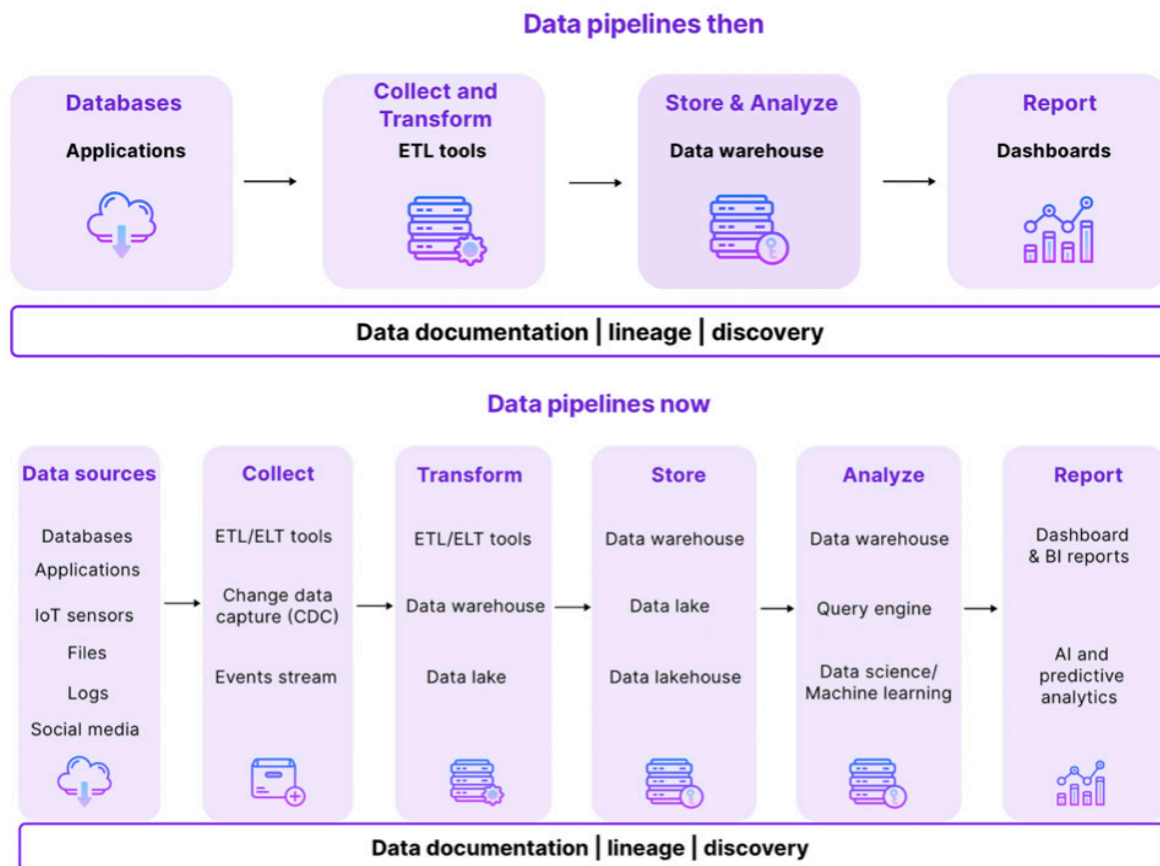 Data pipelines then
Databases
Applications
Collect and
Transform
ETL tools
Store & Analyze
Data warehouse
Report
Dashboards
Data documentation | lineage | discovery
Data pipelines now
Data sources
Databases
Applications
IoT sensors
Files
Logs
Social media
Collect
ETL/ELT tools
Change data
capture (CDC)
Events stream
Transform
ETL/ELT tools
Data warehouse
Data lake
Store
Data warehouse
Data lake
Data lakehouse
Analyze
Data warehouse
Query engine
Data science/
Machine learning
Report
Dashboard
& BI reports
AI and
predictive
analytics
Data documentation | lineage | discovery